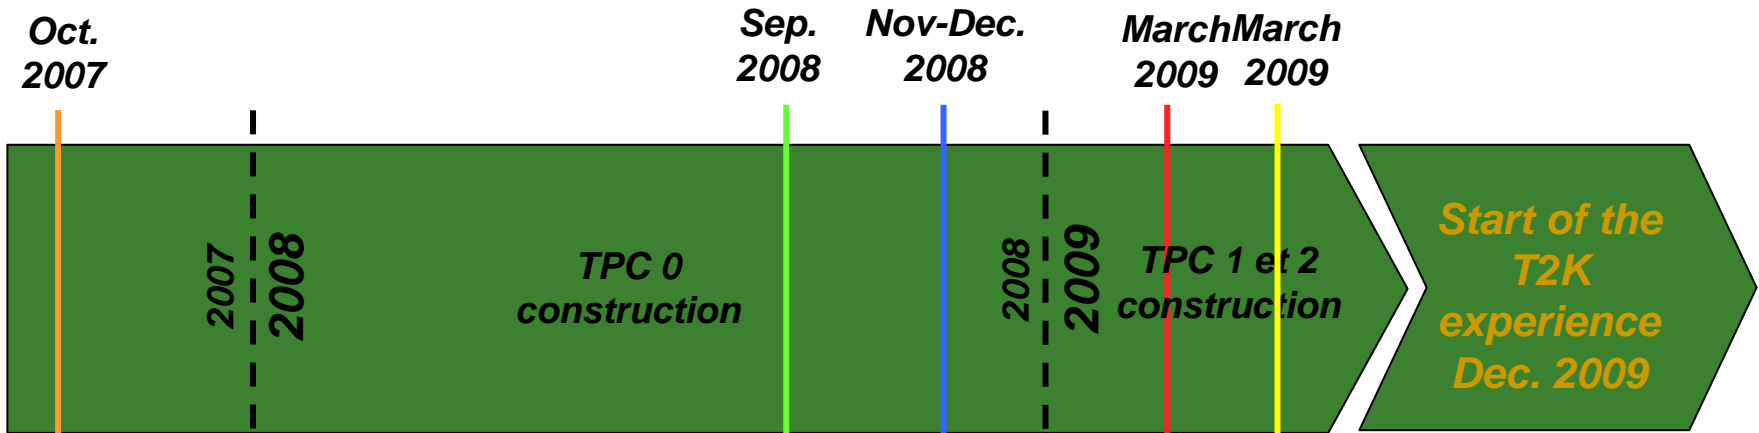 Oct.
2007
Sep.
2008
Nov-Dec.
2008
March
2009
March
2009
2007
2008
TPC 0
construction
2008
2009
TPC 1 et 2
construction
Start of the
T2K
experience
Dec. 2009